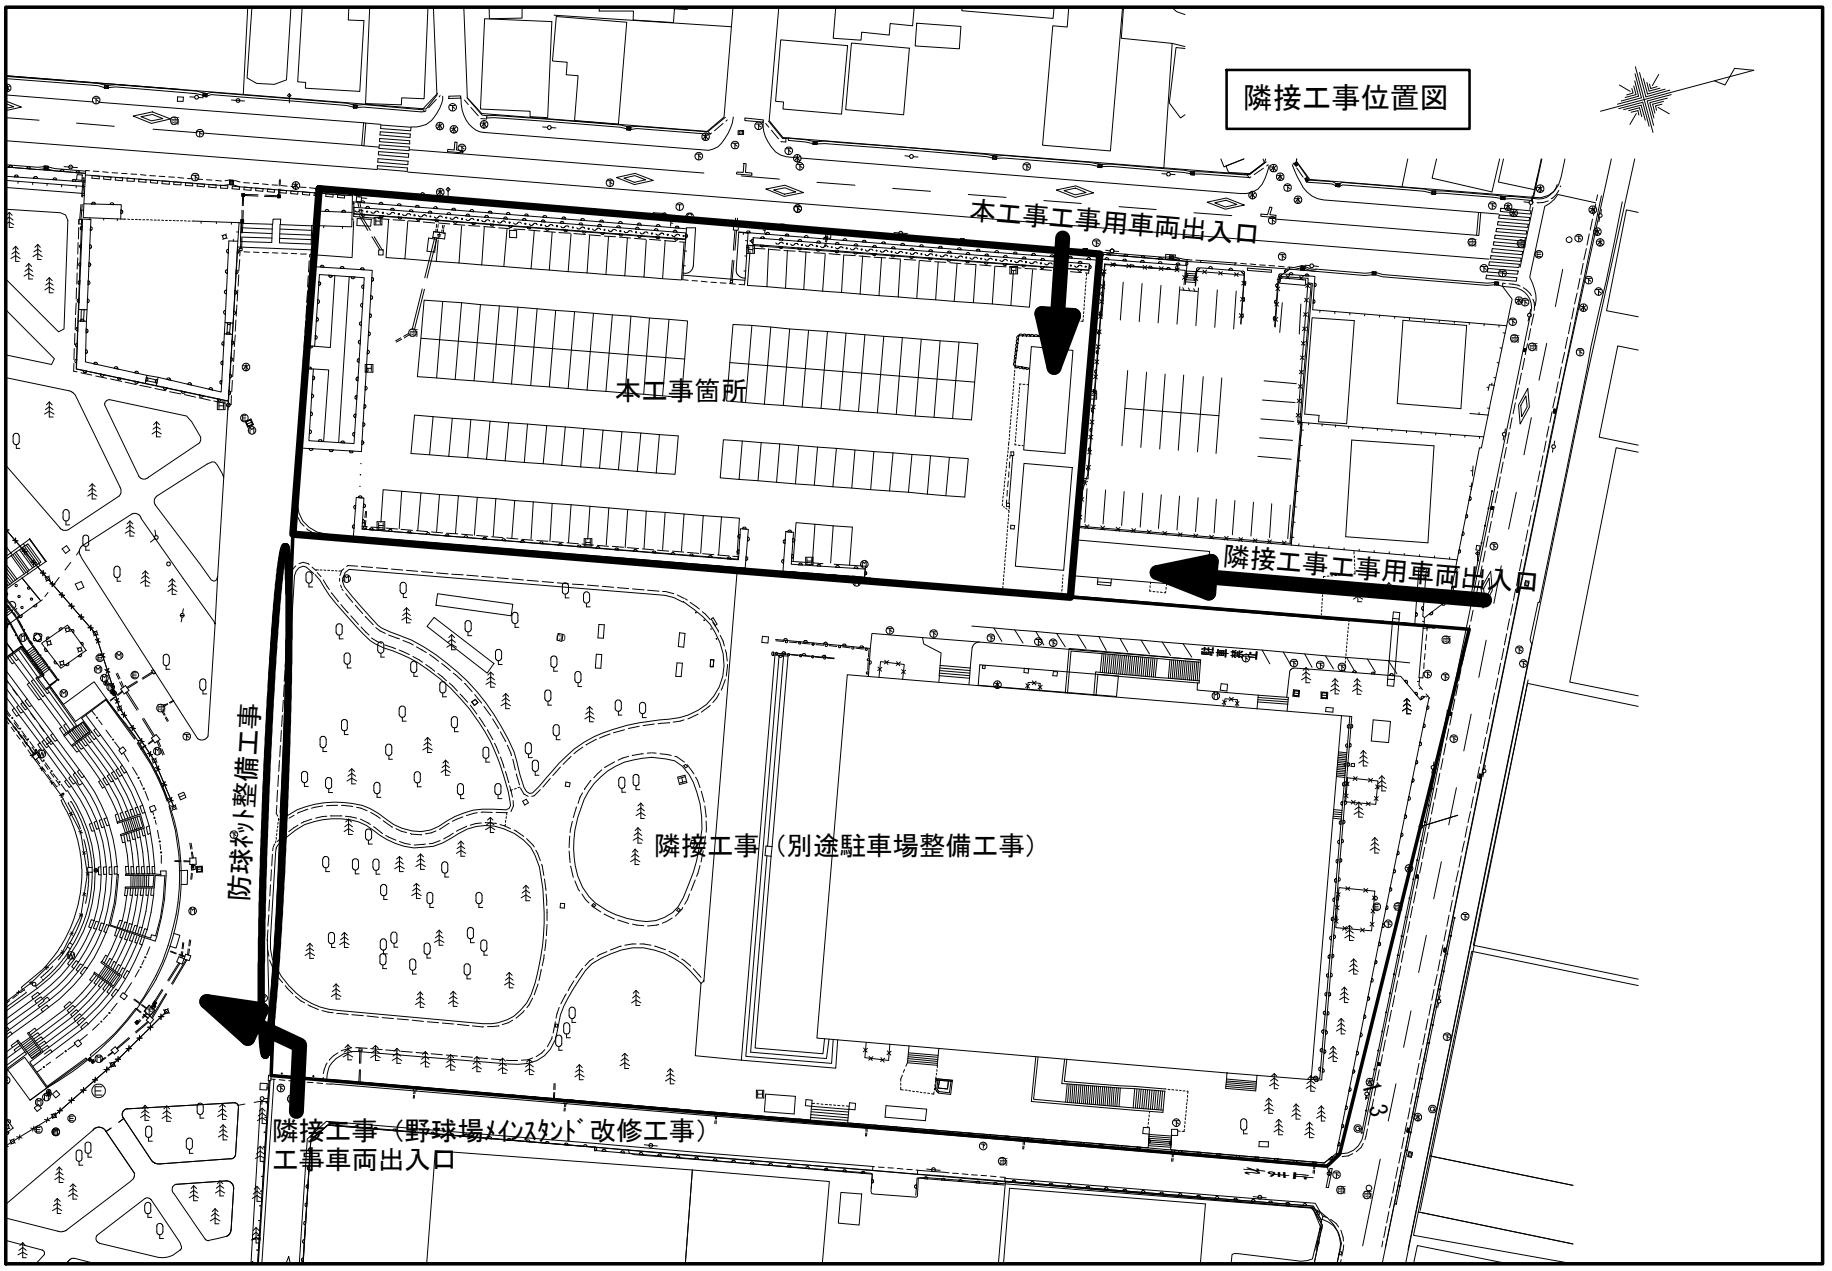 隣接工事位置図
本工事工事用車両出入口
本工事箇所
隣接工事工事用車両出入口
防球ネット整備工事
隣接工事(別途駐車場整備工事)
隣接工事(野球場メインスタンド改修工事)
工事車両出入口